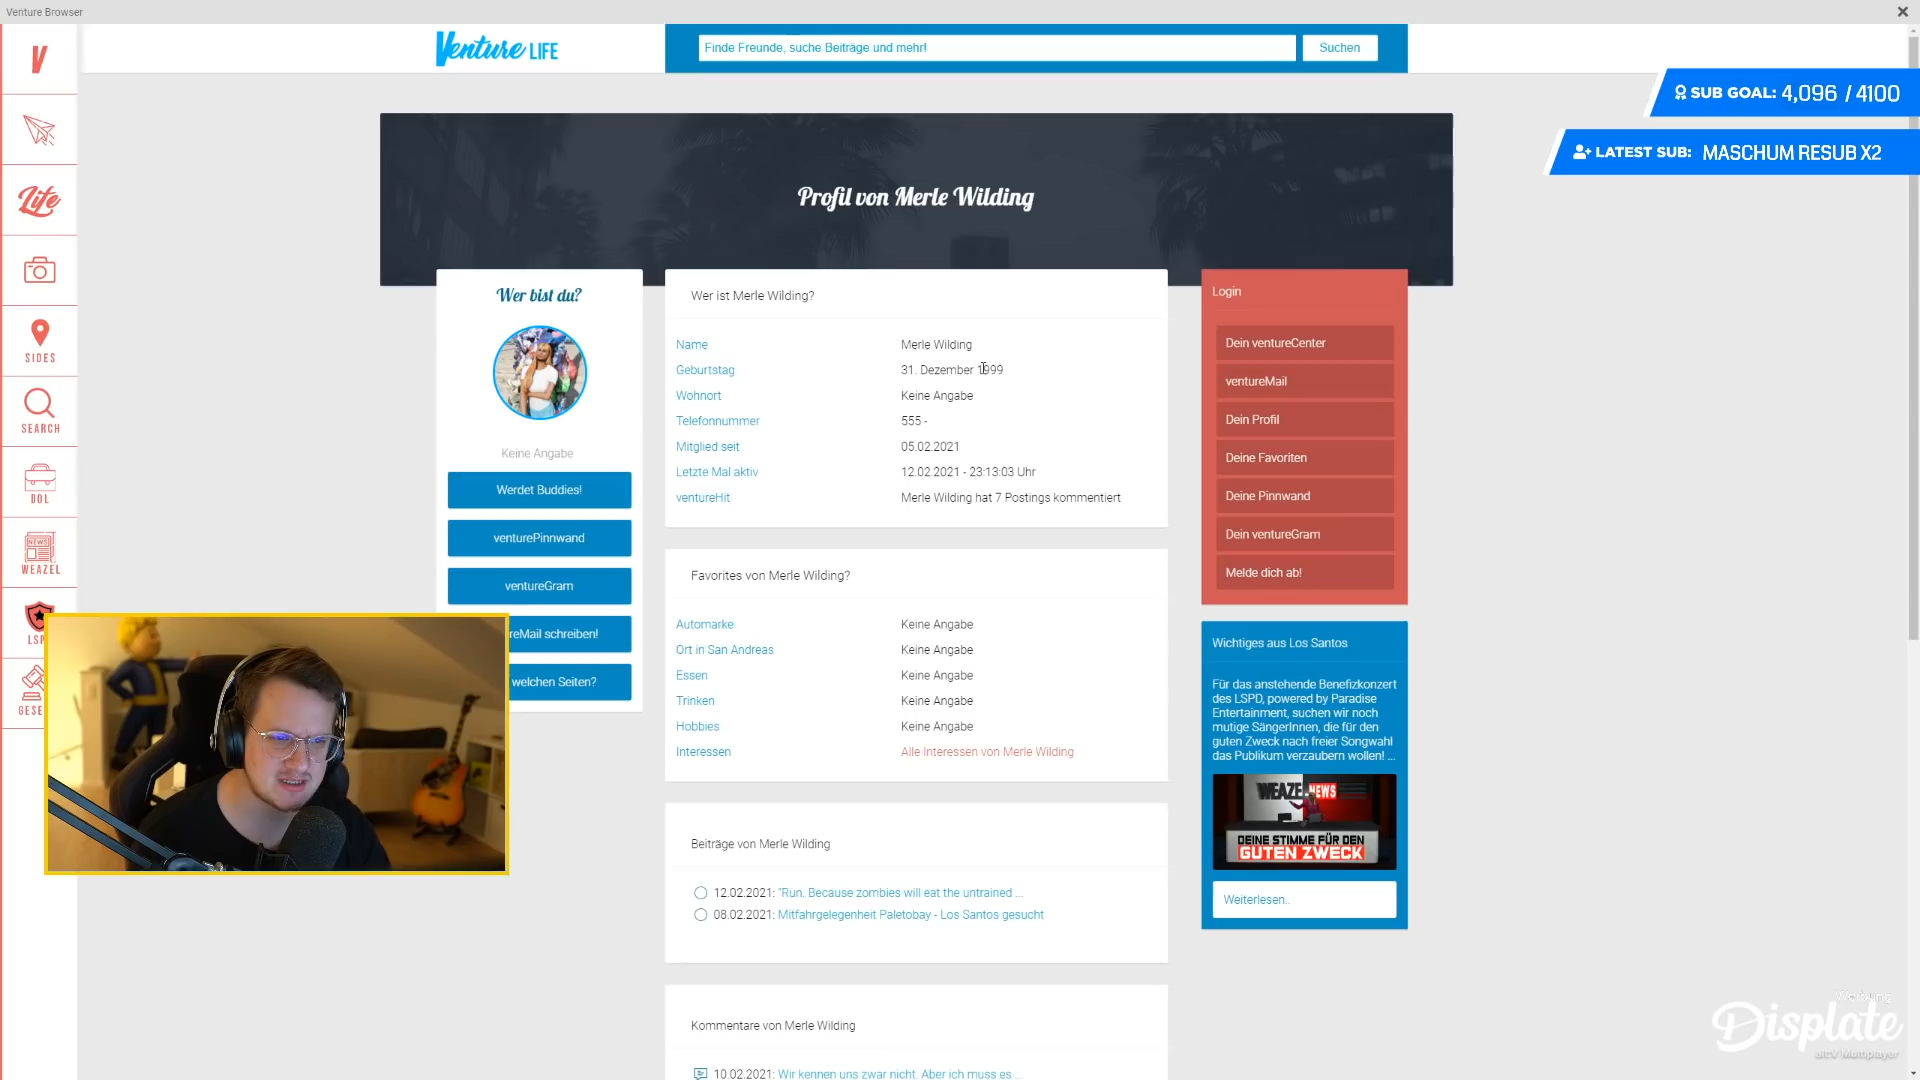 Venture Browser
Venture LIFE
Finde Freunde, suche Beiträge und mehr!
Suchen
SUB GOAL: 4,096 / 4100
LATEST SUB: MASCHUM RESUB X2
V
Life
SIDES
SEARCH
DOL
NEWS
WEAZEL
LSP
GESE
Profil von Merle Wilding
Wer bist du?
Keine Angabe
Werdet Buddies!
venturePinnwand
ventureGram
reMail schreiben!
welchen Seiten?
Wer ist Merle Wilding?
Name Merle Wilding
Geburtstag 31. Dezember 1999
Wohnort Keine Angabe
Telefonnummer 555 -
Mitglied seit 05.02.2021
Letzte Mal aktiv 12.02.2021 - 23:13:03 Uhr
ventureHit Merle Wilding hat 7 Postings kommentiert
Favorites von Merle Wilding?
Automarke Keine Angabe
Ort in San Andreas Keine Angabe
Essen Keine Angabe
Trinken Keine Angabe
Hobbies Keine Angabe
Interessen Alle Interessen von Merle Wilding
Beiträge von Merle Wilding
12.02.2021: "Run. Because zombies will eat the untrained ...
08.02.2021: Mitfahrgelegenheit Paletobay - Los Santos gesucht
Kommentare von Merle Wilding
10.02.2021: Wir kennen uns zwar nicht. Aber ich muss es ...
Login
Dein ventureCenter
ventureMail
Dein Profil
Deine Favoriten
Deine Pinnwand
Dein ventureGram
Melde dich ab!
Wichtiges aus Los Santos
Für das anstehende Benefizkonzert
des LSPD, powered by Paradise
Entertainment, suchen wir noch
mutige SängerInnen, die für den
guten Zweck nach freier Songwahl
das Publikum verzaubern wollen! ...
WEAZEL NEWS
DEINE STIMME FÜR DEN
GUTEN ZWECK
Weiterlesen..
Werbung
Displate
alt:V Multiplayer